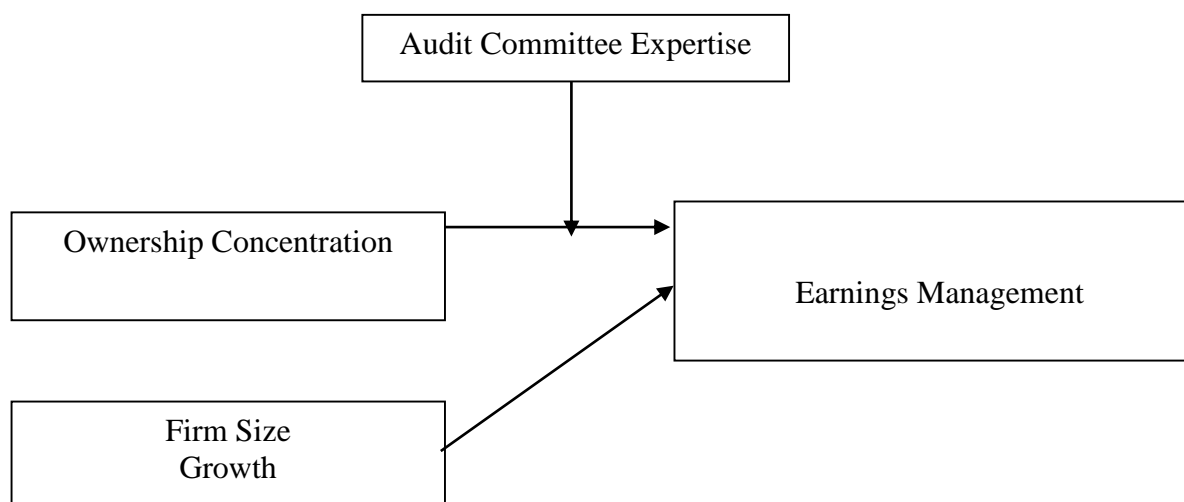 Audit Committee Expertise
Ownership Concentration
Earnings Management
Firm Size
Growth